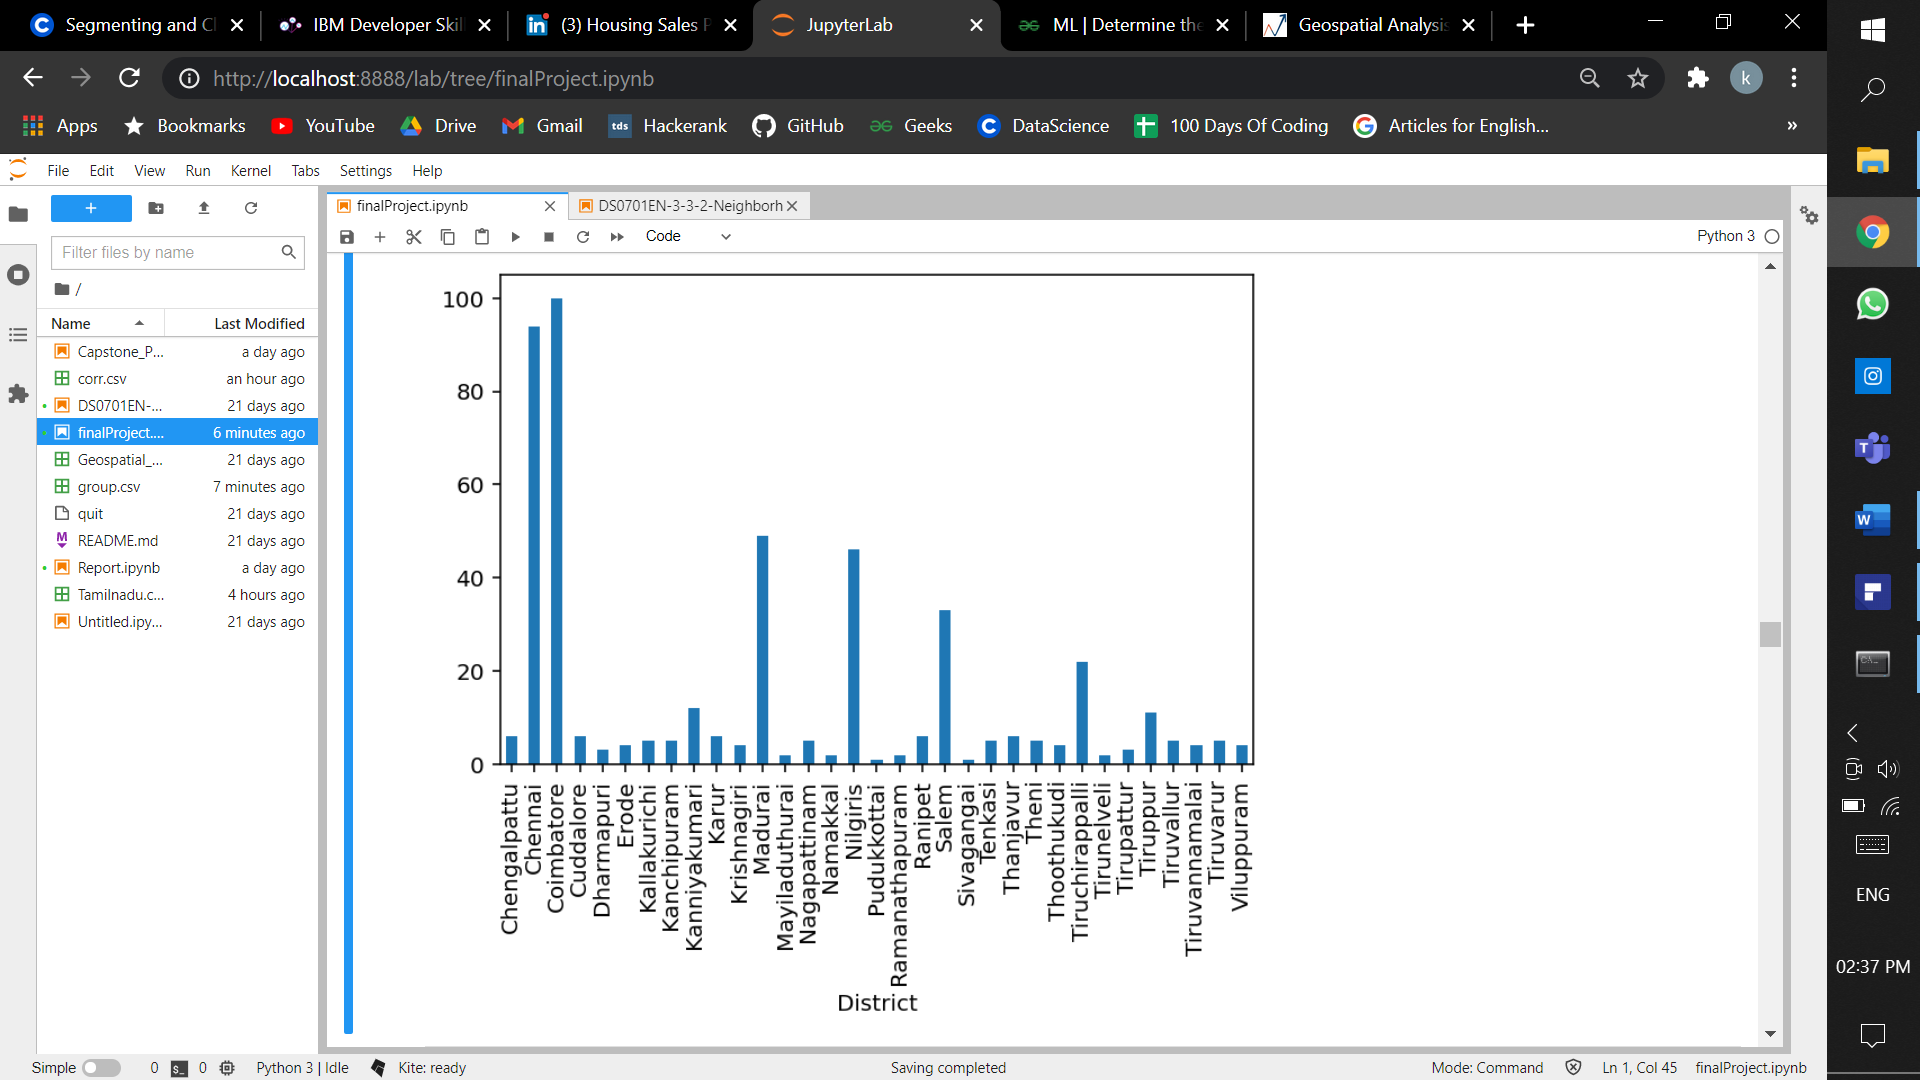 Segmenting and Cl
IBM Developer Skil
(3) Housing Sales P
JupyterLab
ML | Determine the
Geospatial Analysis
http://localhost:8888/lab/tree/finalProject.ipynb
k
Apps
Bookmarks
YouTube
Drive
Gmail
tds
Hackerank
GitHub
Geeks
DataScience
100 Days Of Coding
Articles for English...
»
File Edit View Run Kernel Tabs Settings Help
finalProject.ipynb
DS0701EN-3-3-2-Neighborh
Code
Python 3
Filter files by name
/
Name Last Modified
Capstone_P... a day ago
corr.csv an hour ago
DS0701EN-... 21 days ago
finalProject.... 6 minutes ago
Geospatial_... 21 days ago
group.csv 7 minutes ago
quit 21 days ago
README.md 21 days ago
Report.ipynb a day ago
Tamilnadu.c... 4 hours ago
Untitled.ipy... 21 days ago
100
80
60
40
20
0
Chengalpattu
Chennai
Coimbatore
Cuddalore
Dharmapuri
Erode
Kallakurichi
Kanchipuram
Kanniyakumari
Karur
Krishnagiri
Madurai
Mayiladuthurai
Nagapattinam
Namakkal
Nilgiris
Pudukkottai
Ramanathapuram
Ranipet
Salem
Sivagangai
Tenkasi
Thanjavur
Theni
Thoothukudi
Tiruchirappalli
Tirunelveli
Tirupattur
Tiruppur
Tiruvallur
Tiruvannamalai
Tiruvarur
Viluppuram
District
Simple 0 0 Python 3 | Idle Kite: ready Saving completed Mode: Command Ln 1, Col 45 finalProject.ipynb
ENG
02:37 PM